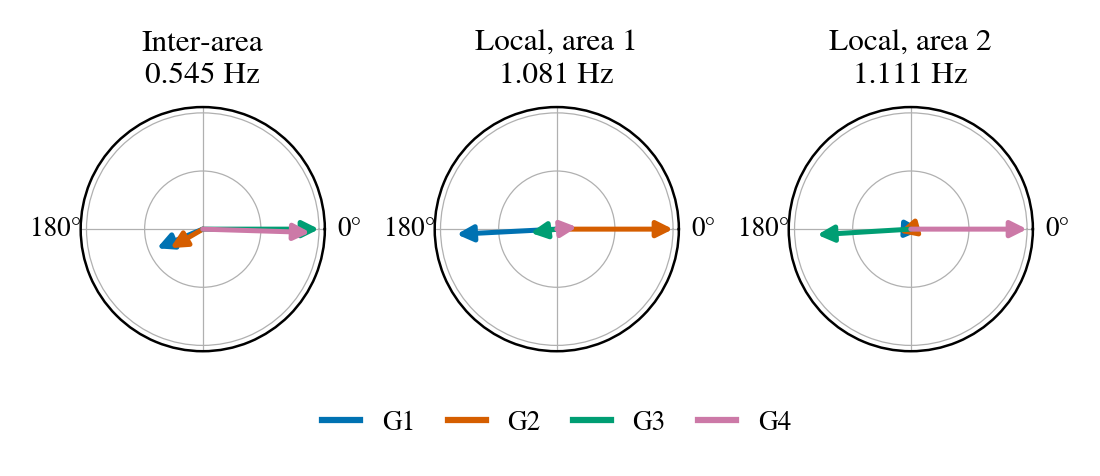 Inter-area
0.545 Hz
Local, area 1
1.081 Hz
Local, area 2
1.111 Hz
180° 0° 180° 0° 180° 0°
G1 G2 G3 G4